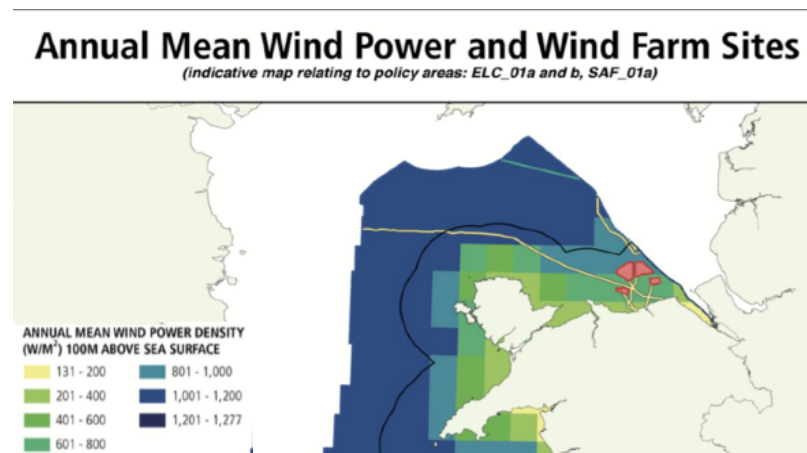 Annual Mean Wind Power and Wind Farm Sites
(indicative map relating to policy areas: ELC_01a and b, SAF_01a)
ANNUAL MEAN WIND POWER DENSITY
(W/M²) 100M ABOVE SEA SURFACE
131 - 200
201 - 400
401 - 600
601 - 800
801 - 1,000
1,001 - 1,200
1,201 - 1,277